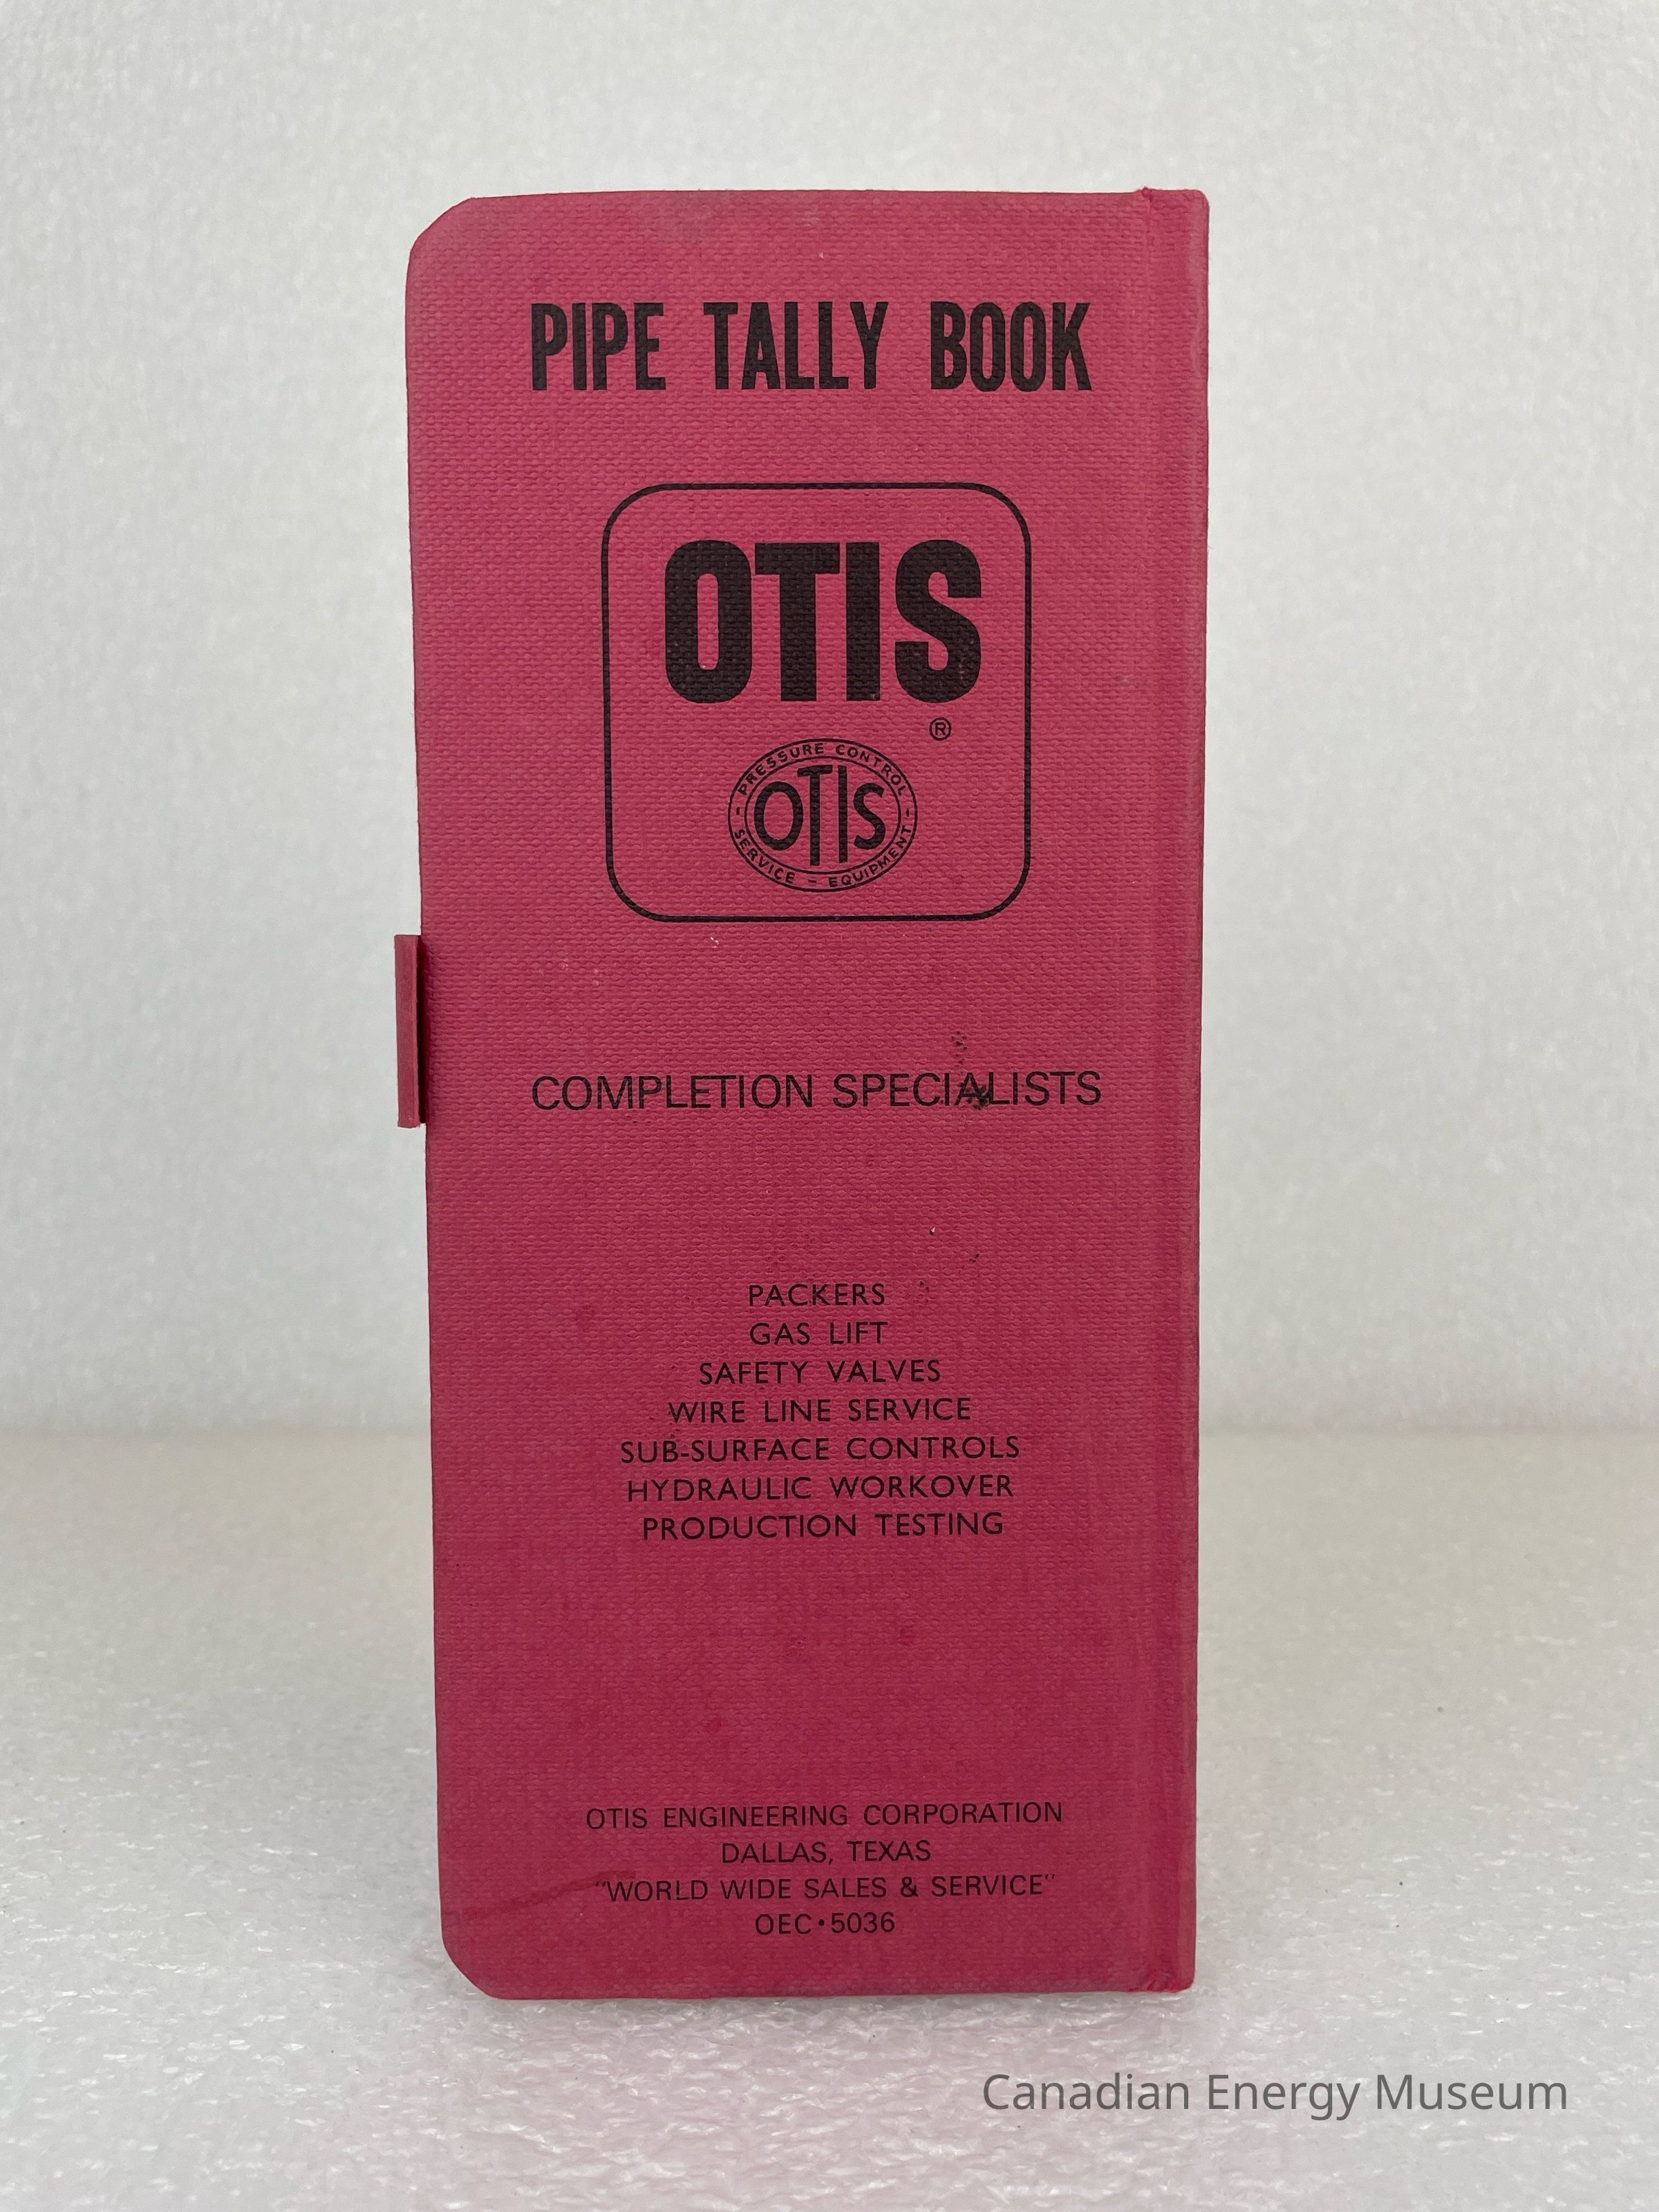 PIPE TALLY BOOK
OTIS
®
PRESSURE CONTROL
OTIS
SERVICE - EQUIPMENT
COMPLETION SPECIALISTS
PACKERS
GAS LIFT
SAFETY VALVES
WIRE LINE SERVICE
SUB-SURFACE CONTROLS
HYDRAULIC WORKOVER
PRODUCTION TESTING
OTIS ENGINEERING CORPORATION
DALLAS, TEXAS
"WORLD WIDE SALES & SERVICE"
OEC•5036
Canadian Energy Museum